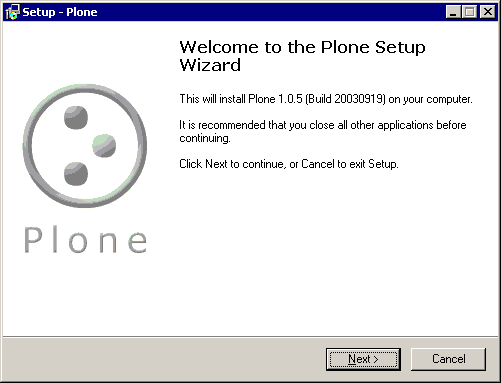 Setup - Plone
Welcome to the Plone Setup
Wizard
This will install Plone 1.0.5 (Build 20030919) on your computer.
It is recommended that you close all other applications before
continuing.
Click Next to continue, or Cancel to exit Setup.
Plone
Next >
Cancel